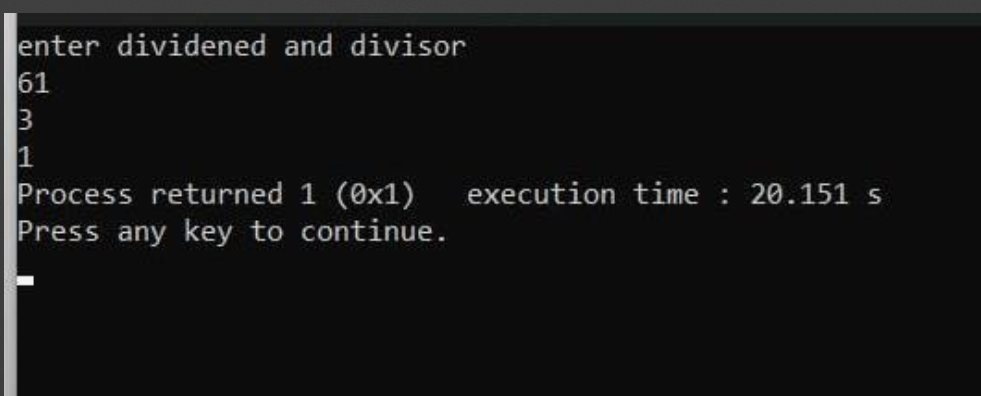 enter dividened and divisor
61
3
1
Process returned 1 (0x1)   execution time : 20.151 s
Press any key to continue.